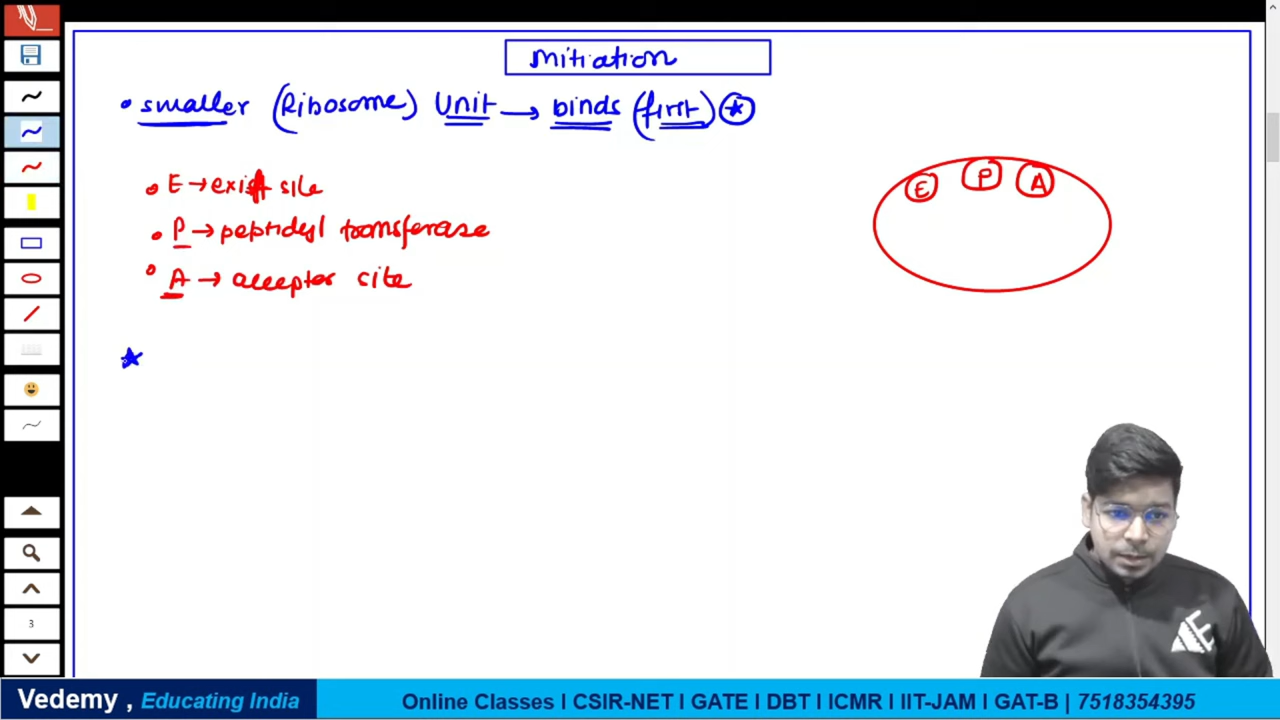 Initiation
• smaller (Ribosome) Unit → binds (first) ★
• E → exit site
• P → peptidyl transferase
• A → accepter site
E P A
★
3
Vedemy , Educating India
Online Classes I CSIR-NET I GATE I DBT I ICMR I IIT-JAM I GAT-B I 7518354395